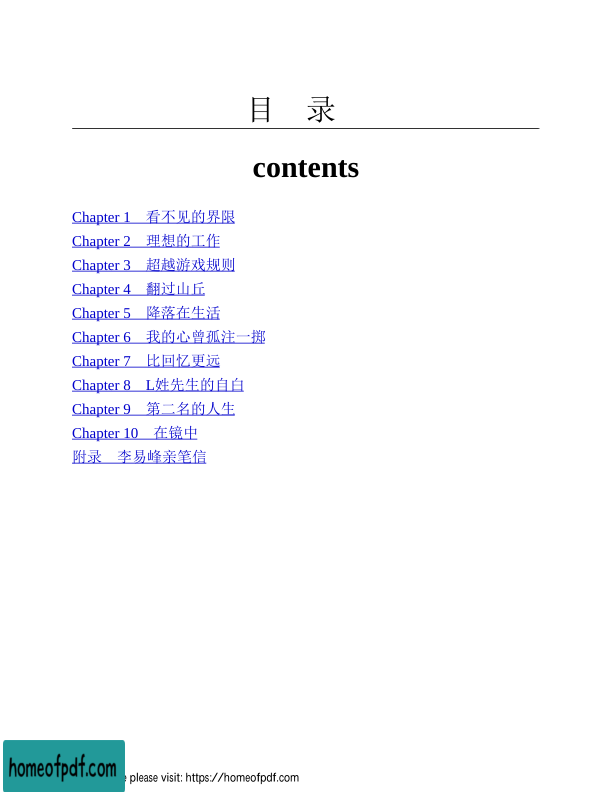 目　录
contents
Chapter 1　看不见的界限
Chapter 2　理想的工作
Chapter 3　超越游戏规则
Chapter 4　翻过山丘
Chapter 5　降落在生活
Chapter 6　我的心曾孤注一掷
Chapter 7　比回忆更远
Chapter 8　L姓先生的自白
Chapter 9　第二名的人生
Chapter 10　在镜中
附录　李易峰亲笔信
homeofpdf.com
please visit: https://homeofpdf.com